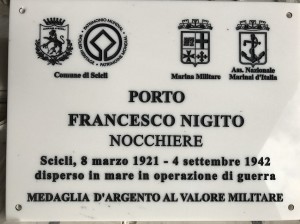 Comune di Scicli
Marina Militare
Ass. Nazionale
Marinai d'Italia
PORTO
FRANCESCO NIGITO
NOCCHIERE
Scicli, 8 marzo 1921 - 4 settembre 1942
disperso in mare in operazione di guerra
MEDAGLIA D'ARGENTO AL VALORE MILITARE